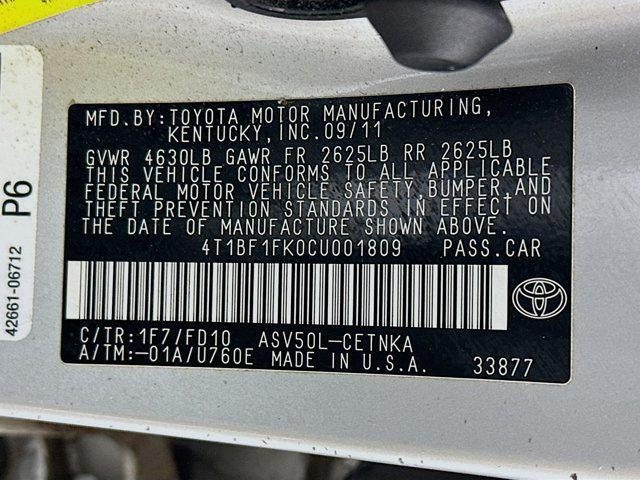 MFD.BY:TOYOTA MOTOR MANUFACTURING,
KENTUCKY, INC. 09/11
GVWR 4630LB GAWR FR 2625LB RR 2625LB
THIS VEHICLE CONFORMS TO ALL APPLICABLE
FEDERAL MOTOR VEHICLE SAFETY, BUMPER, AND
THEFT PREVENTION STANDARDS IN EFFECT ON
THE DATE OF MANUFACTURE SHOWN ABOVE.
4T1BF1FK0CU001809 PASS.CAR
C/TR:1F7/FD10 ASV50L-CETNKA
A/TM:-01A/U760E MADE IN U.S.A. 33877
P6
42661-06712